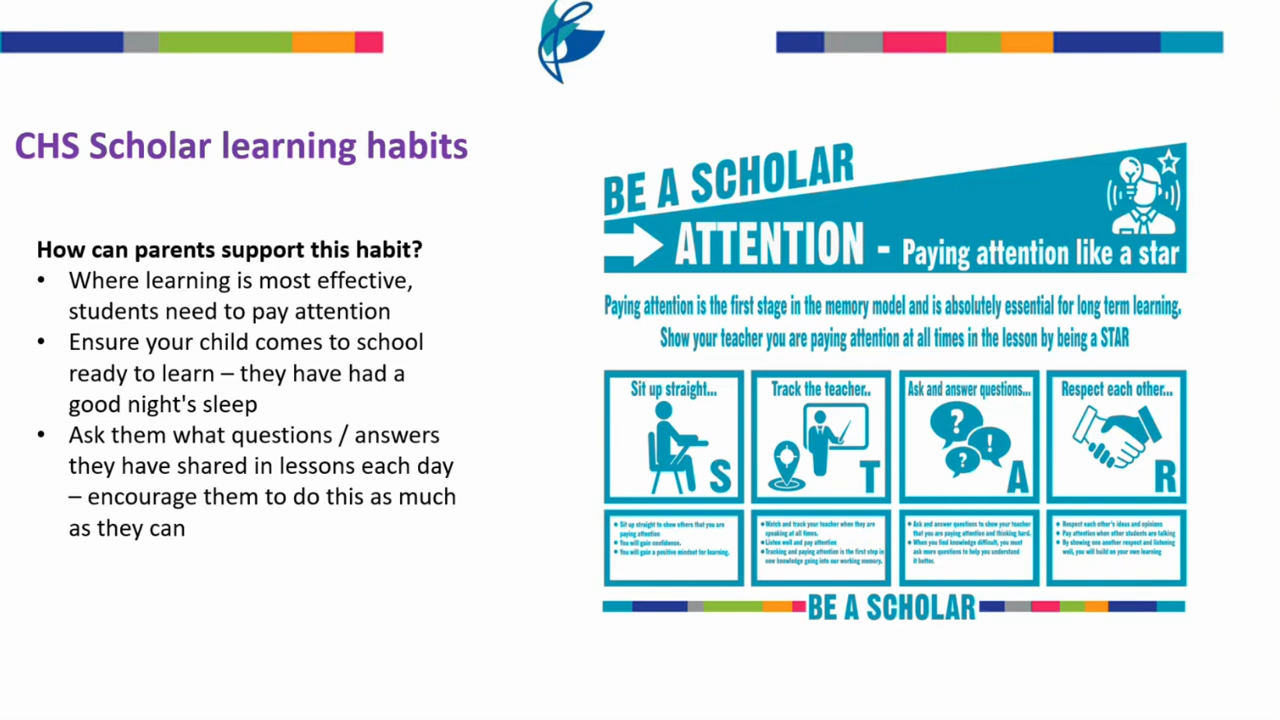 CHS Scholar learning habits
How can parents support this habit?
• Where learning is most effective,
students need to pay attention
• Ensure your child comes to school
ready to learn – they have had a
good night's sleep
• Ask them what questions / answers
they have shared in lessons each day
– encourage them to do this as much
as they can
BE A SCHOLAR
ATTENTION - Paying attention like a star
Paying attention is the first stage in the memory model and is absolutely essential for long term learning.
Show your teacher you are paying attention at all times in the lesson by being a STAR
Sit up straight...
S
• Sit up straight to show others that you are
paying attention
• You will gain confidence.
• You will gain a positive mindset for learning.
Track the teacher..
T
• Watch and track your teacher when they are
speaking at all times.
• Listen well and pay attention
• Tracking and paying attention is the first step in
new knowledge going into our working memory.
Ask and answer questions...
? ! ?
A
• Ask and answer questions to show your teacher
that you are paying attention and thinking hard.
• When you find knowledge difficult, you must
ask more questions to help you understand
it better.
Respect each other...
R
• Respect each other's ideas and opinions
• Pay attention when other students are talking
• By showing one another respect and listening
well, you will build on your own learning
BE A SCHOLAR